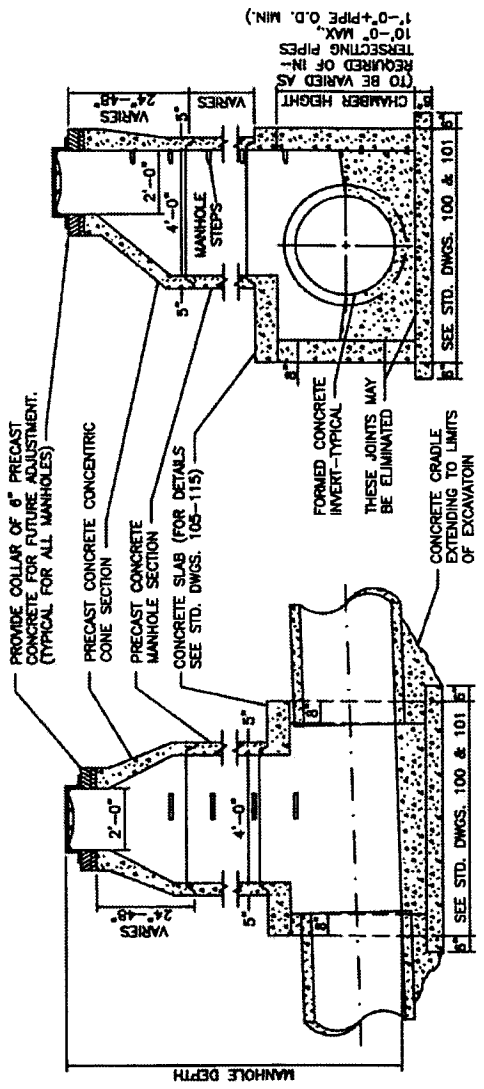 PROVIDE COLLAR OF 6" PRECAST
CONCRETE FOR FUTURE ADJUSTMENT.
(TYPICAL FOR ALL MANHOLES)
PRECAST CONCRETE CONCENTRIC
CONE SECTION
PRECAST CONCRETE
MANHOLE SECTION
CONCRETE SLAB (FOR DETAILS
SEE STD. DWGS. 105-115)
FORMED CONCRETE
INVERT-TYPICAL
THESE JOINTS MAY
BE ELIMINATED
CONCRETE CRADLE
EXTENDING TO LIMITS
OF EXCAVATOIN
MANHOLE DEPTH
VARIES
24"-48"
2'-0"
4'-0"
5"
5"
8"
8"
6"
SEE STD. DWGS. 100 & 101
6"
VARIES
24"-48"
2'-0"
4'-0"
5"
5"
MANHOLE
STEPS
VARIES
CHAMBER HEIGHT
(TO BE VARIED AS
REQUIRED OF IN-
TERSECTING PIPES
10'-0" MAX.,
1'-0"+PIPE O.D. MIN.)
8"
8"
6"
SEE STD. DWGS. 100 & 101
6"